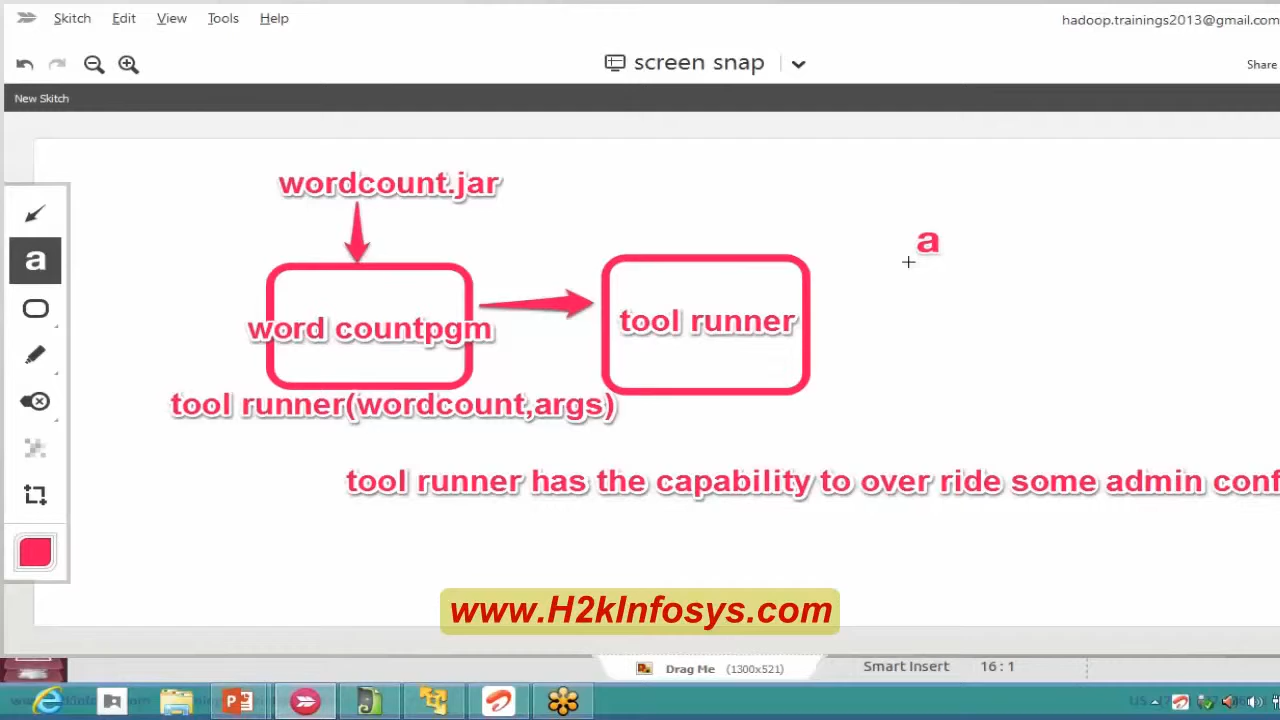 Skitch Edit View Tools Help
hadoop.trainings2013@gmail.com
screen snap
Share
New Skitch
wordcount.jar
a
a
word countpgm
tool runner
tool runner(wordcount,args)
tool runner has the capability to over ride some admin conf
www.H2kInfosys.com
Drag Me (1300x521)
Smart Insert 16 : 1